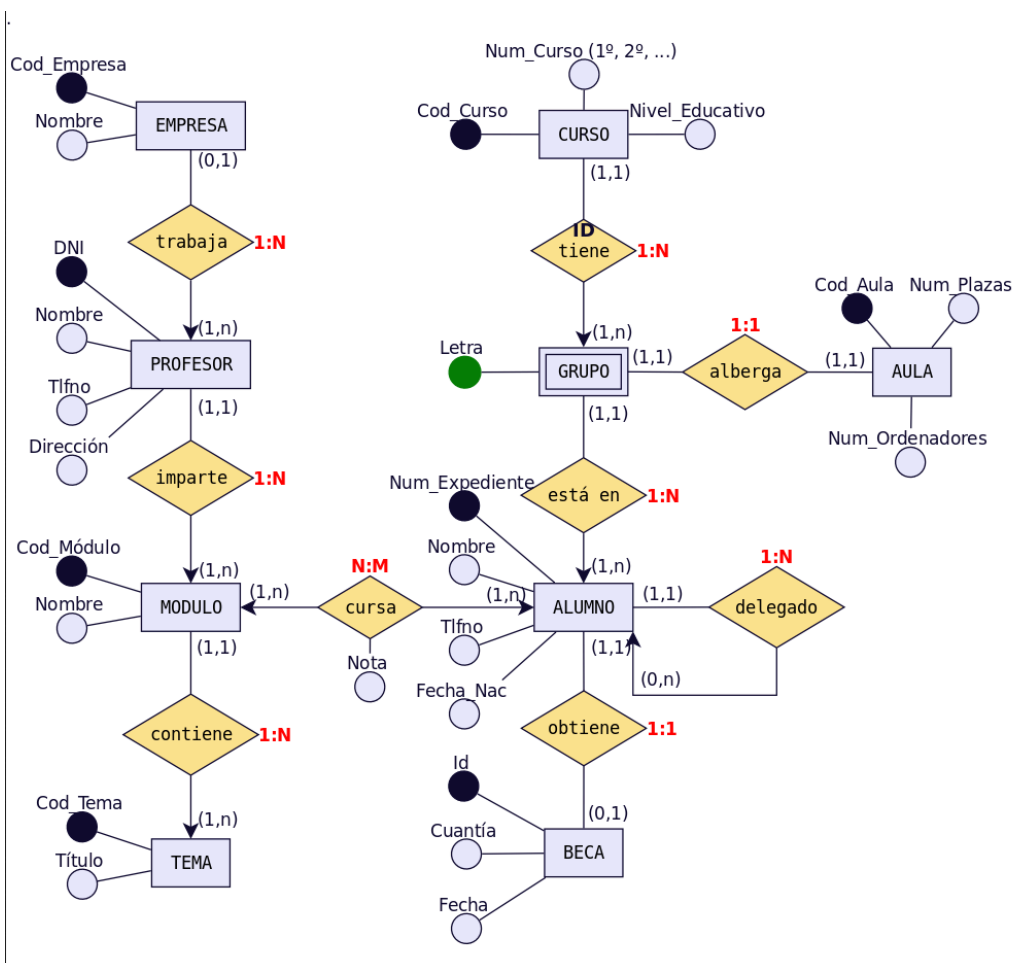 .
Num_Curso (1º, 2º, ...)
Cod_Empresa
Cod_Curso
Nivel_Educativo
Nombre
EMPRESA
CURSO
(0,1)
(1,1)
trabaja
1:N
ID
tiene
1:N
DNI
Cod_Aula
Num_Plazas
Nombre
(1,n)
(1,n)
1:1
Letra
(1,1)
(1,1)
PROFESOR
GRUPO
alberga
AULA
Tlfno
(1,1)
(1,1)
Dirección
Num_Ordenadores
imparte
1:N
Num_Expediente
está en
1:N
Cod_Módulo
Nombre
(1,n)
(1,n)
N:M
1:N
(1,n)
(1,n)
(1,1)
Nombre
MODULO
cursa
ALUMNO
delegado
Tlfno
(1,1)
(1,1)
Nota
(0,n)
Fecha_Nac
contiene
1:N
obtiene
1:1
Id
Cod_Tema
(1,n)
(0,1)
Cuantía
Título
TEMA
BECA
Fecha